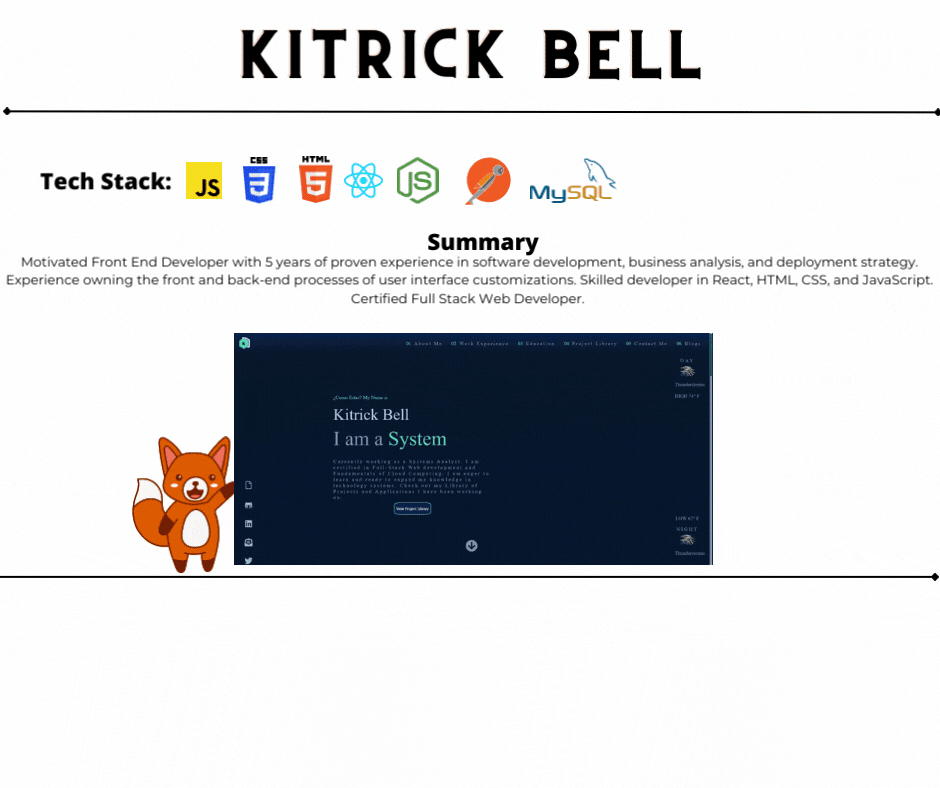 KITRICK BELL
Tech Stack:
JS
CSS
3
HTML
5
JS
MySQL
Summary
Motivated Front End Developer with 5 years of proven experience in software development, business analysis, and deployment strategy.
Experience owning the front and back-end processes of user interface customizations. Skilled developer in React, HTML, CSS, and JavaScript.
Certified Full Stack Web Developer.
01 About Me 02 Work Experience 03 Education 04 Project Library 05 Contact Me 06 Blogs
DAY
Thunderstorms
HIGH 74° F
¿Como Estas? My Name is
Kitrick Bell
I am a System
Currently working as a Systems Analyst. I am
certified in Full-Stack Web development and
Fundamentals of Cloud Computing. I am eager to
learn and ready to expand my knowledge in
technology systems. Check out my Library of
Projects and Applications I have been working
on.
View Project Library
LOW 67° F
NIGHT
Thunderstorms